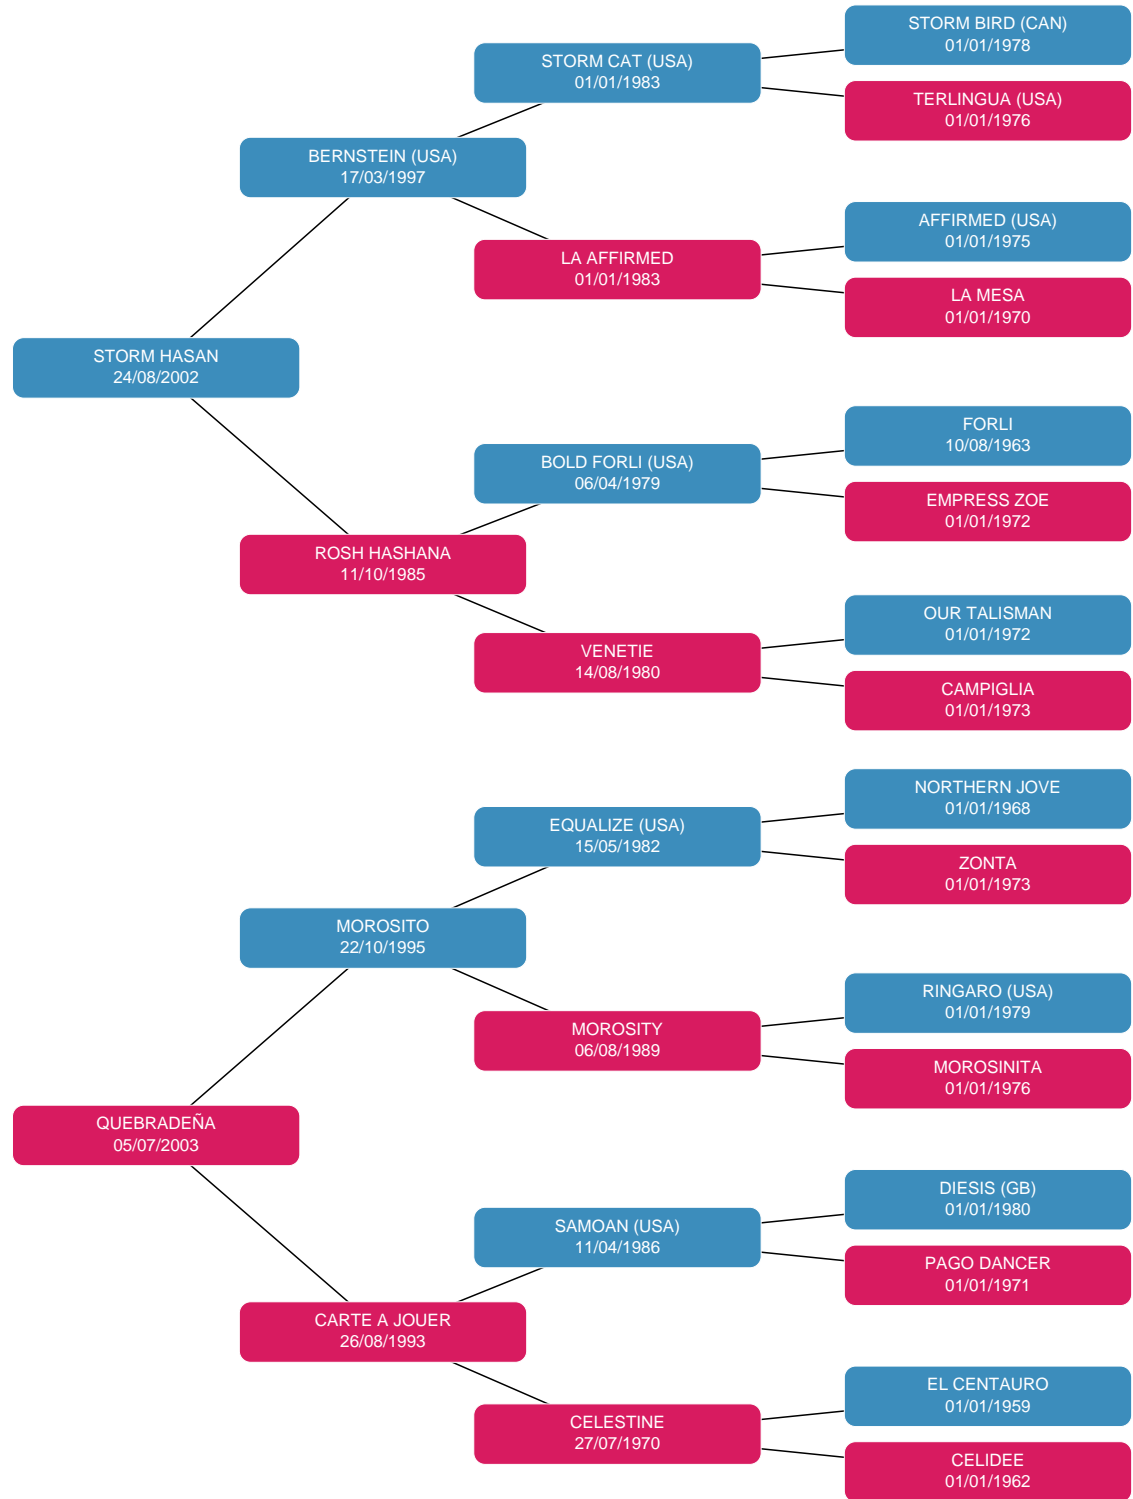 STORM BIRD (CAN)
01/01/1978
STORM CAT (USA)
01/01/1983
TERLINGUA (USA)
01/01/1976
BERNSTEIN (USA)
17/03/1997
AFFIRMED (USA)
01/01/1975
LA AFFIRMED
01/01/1983
LA MESA
01/01/1970
STORM HASAN
24/08/2002
FORLI
10/08/1963
BOLD FORLI (USA)
06/04/1979
EMPRESS ZOE
01/01/1972
ROSH HASHANA
11/10/1985
OUR TALISMAN
01/01/1972
VENETIE
14/08/1980
CAMPIGLIA
01/01/1973
NORTHERN JOVE
01/01/1968
EQUALIZE (USA)
15/05/1982
ZONTA
01/01/1973
MOROSITO
22/10/1995
RINGARO (USA)
01/01/1979
MOROSITY
06/08/1989
MOROSINITA
01/01/1976
QUEBRADEÑA
05/07/2003
DIESIS (GB)
01/01/1980
SAMOAN (USA)
11/04/1986
PAGO DANCER
01/01/1971
CARTE A JOUER
26/08/1993
EL CENTAURO
01/01/1959
CELESTINE
27/07/1970
CELIDEE
01/01/1962